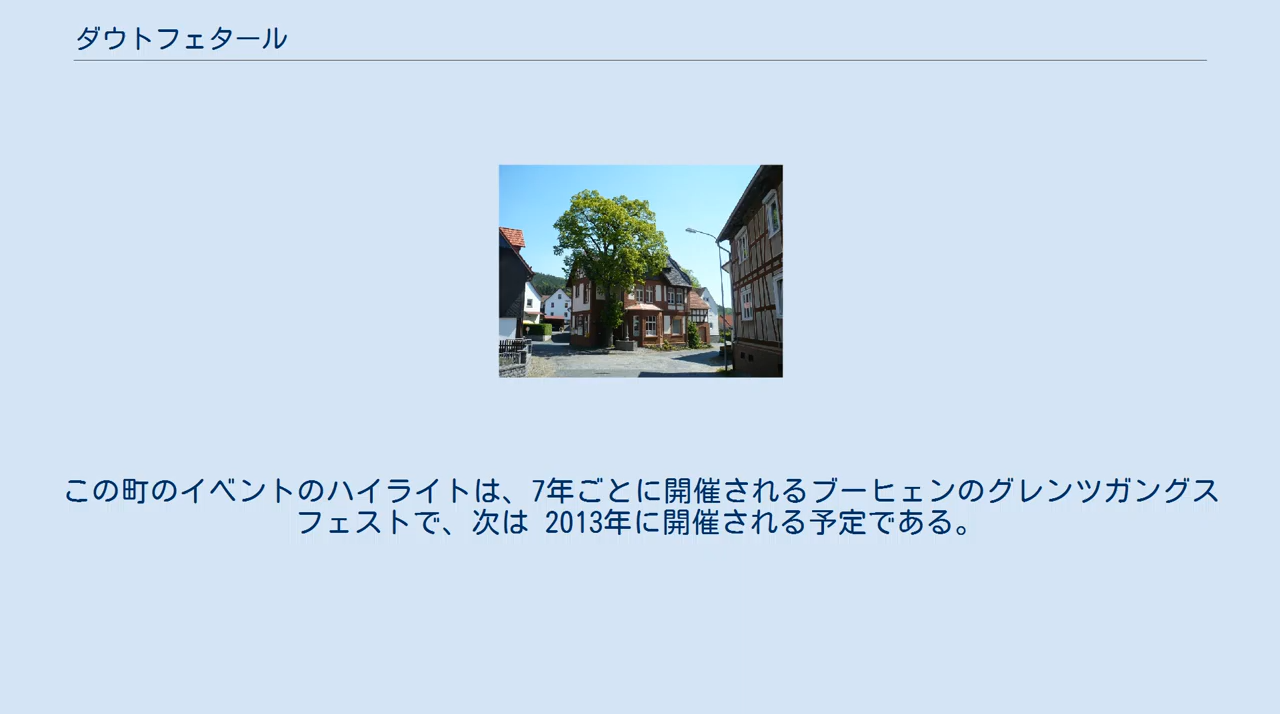 ダウトフェタール
この町のイベントのハイライトは、7年ごとに開催されるブーヒェンのグレンツガングス
フェストで、次は 2013年に開催される予定である。